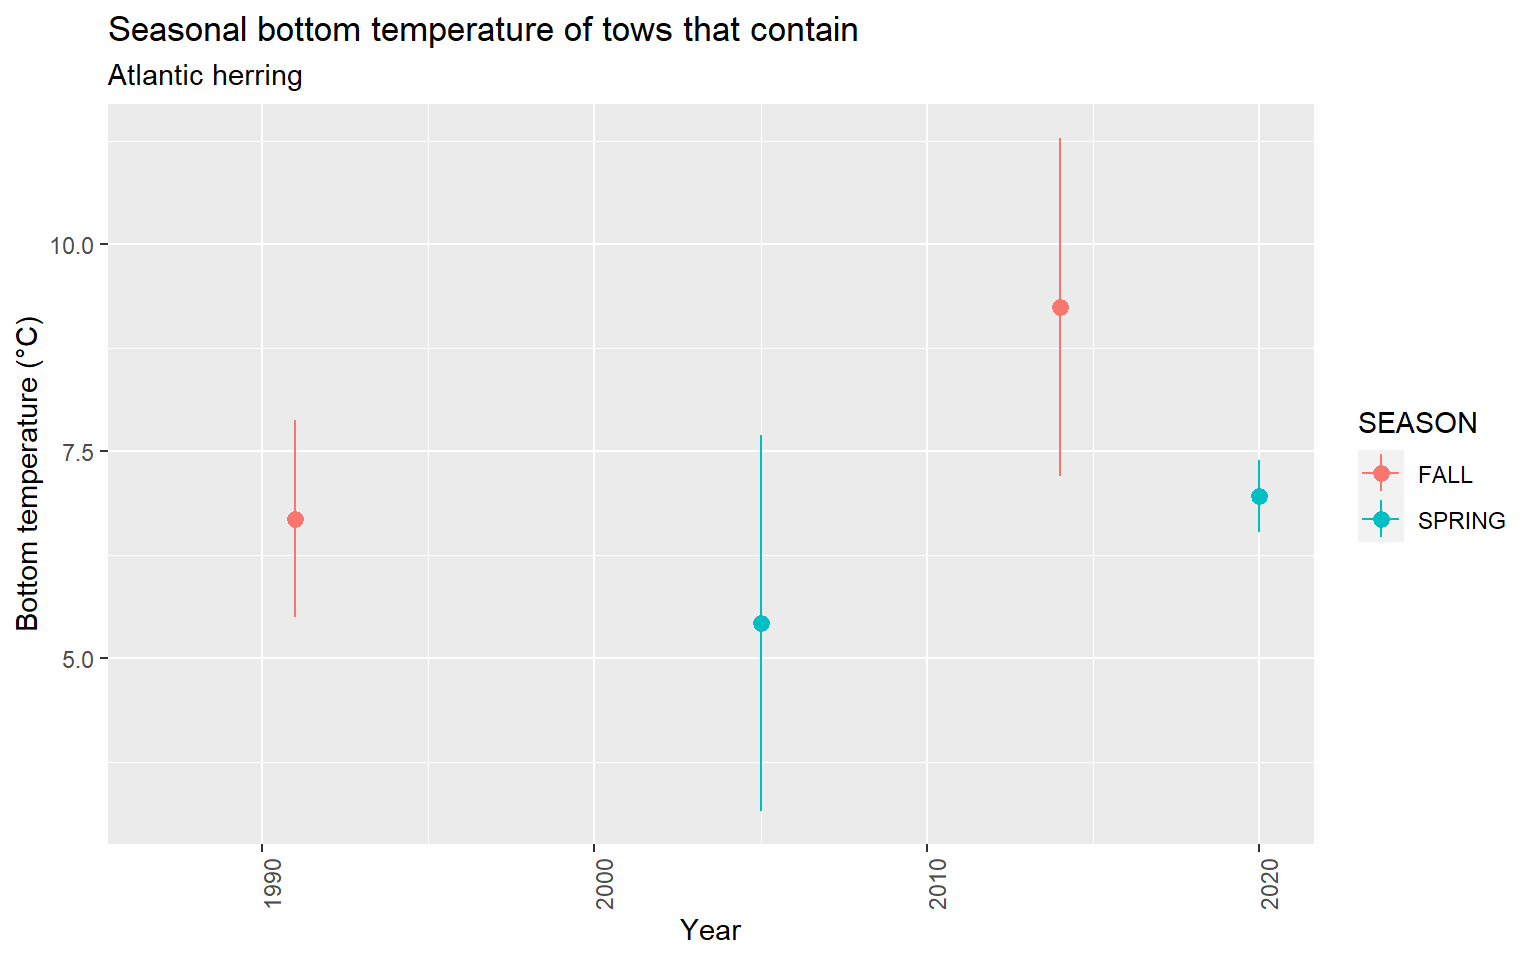 Seasonal bottom temperature of tows that contain
Atlantic herring
Bottom temperature (°C)
10.0
7.5
5.0
1990
2000
2010
2020
Year
SEASON
FALL
SPRING